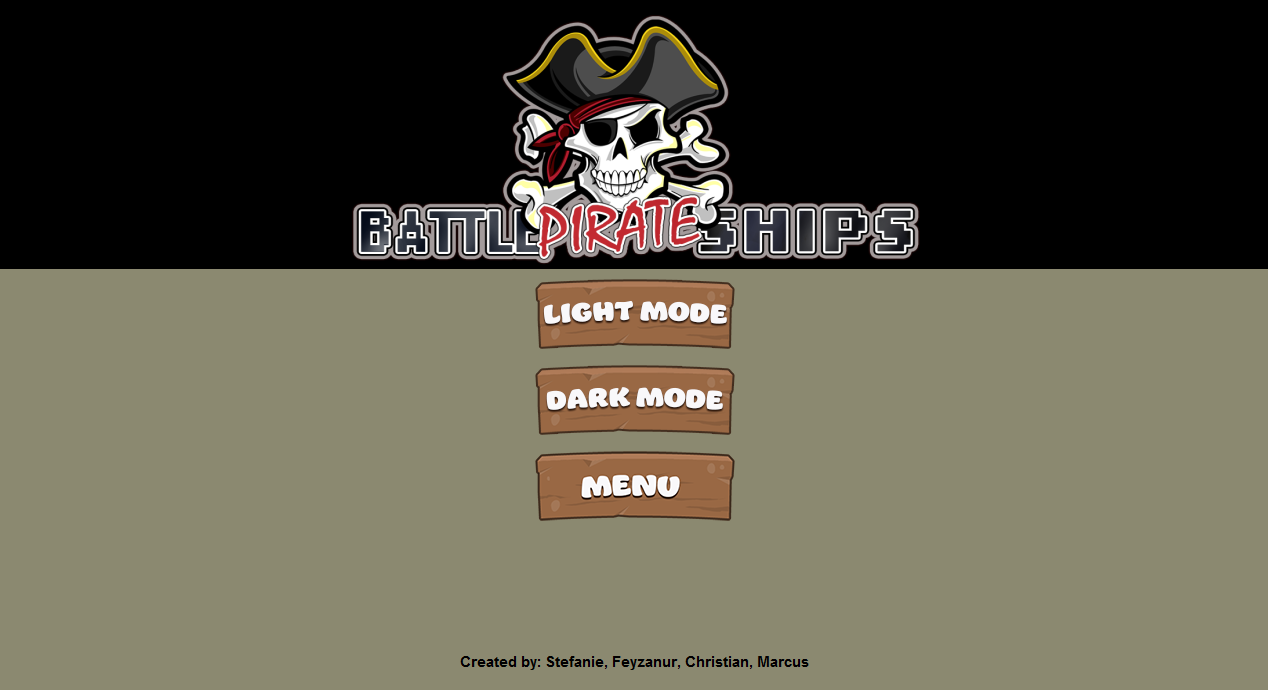 BATTLE PIRATE SHIPS
LIGHT MODE
DARK MODE
MENU
Created by: Stefanie, Feyzanur, Christian, Marcus